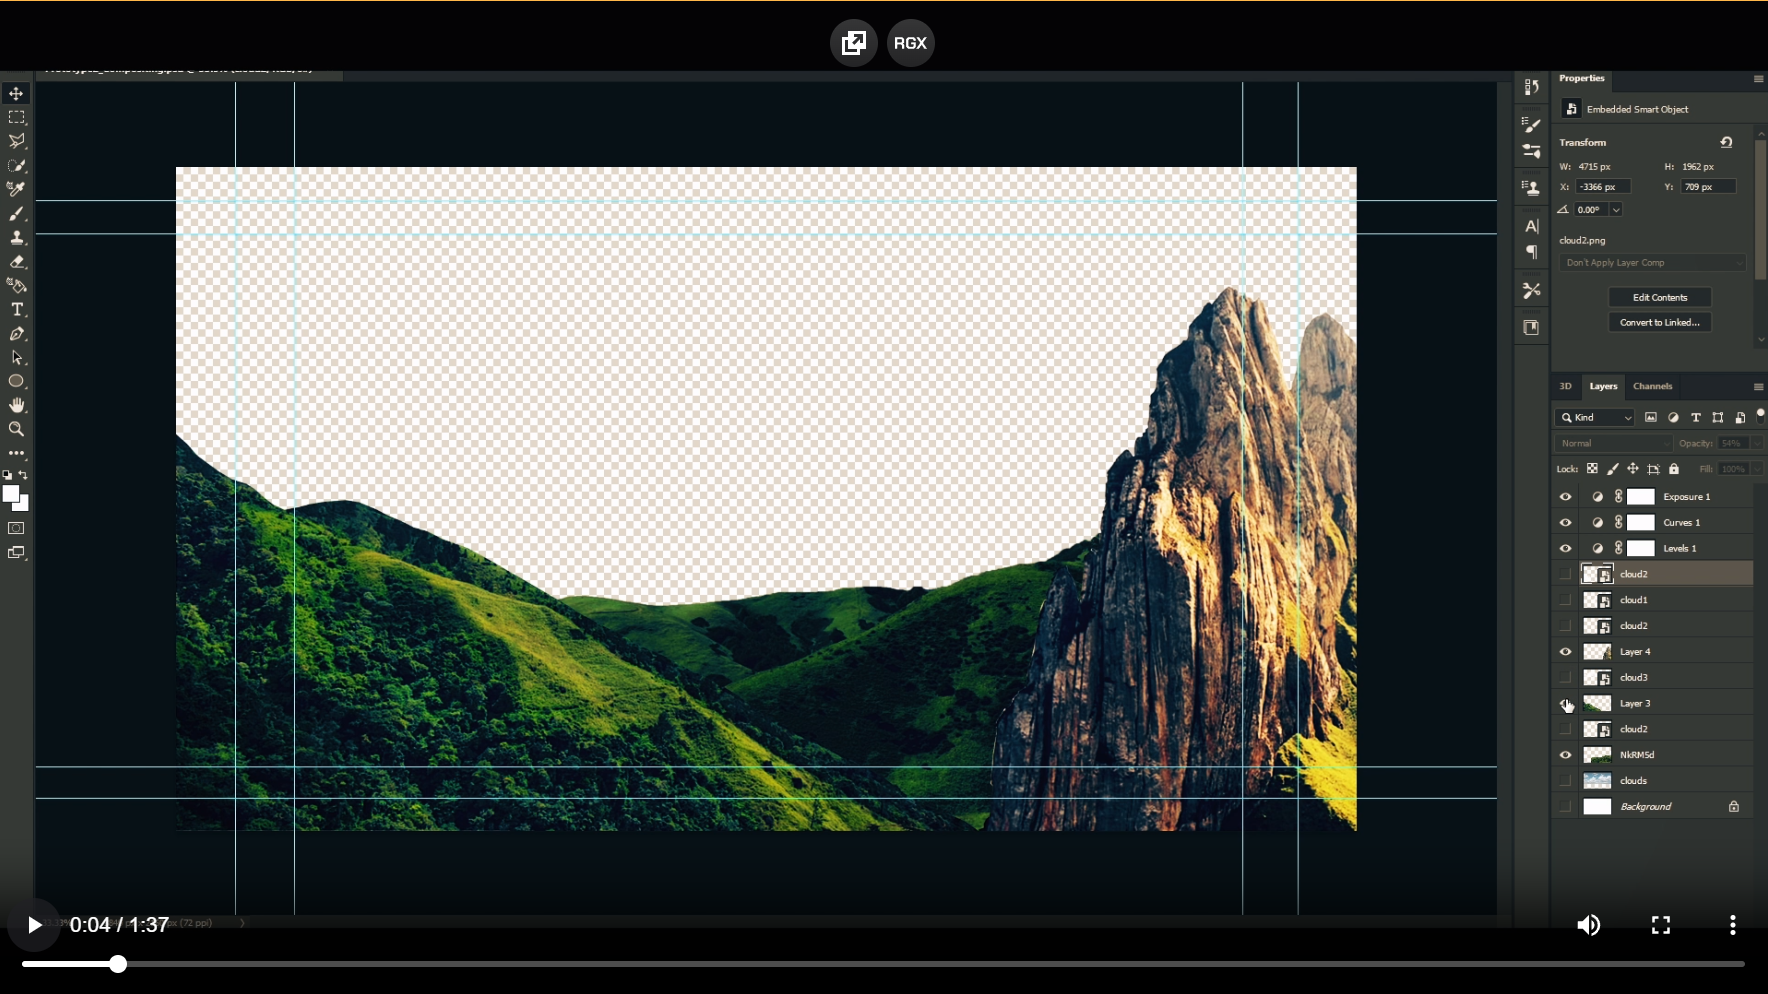 RGX
Properties
Embedded Smart Object
Transform
W: 4715 px H: 1962 px
X: -3366 px Y: 709 px
0.00°
cloud2.png
Don't Apply Layer Comp
Edit Contents
Convert to Linked...
3D Layers Channels
Kind
Normal Opacity: 54%
Lock: Fill: 100%
Exposure 1
Curves 1
Levels 1
cloud2
cloud1
cloud2
Layer 4
cloud3
Layer 3
cloud2
NkRM5d
clouds
Background
px (72 ppi)
0:04 / 1:37